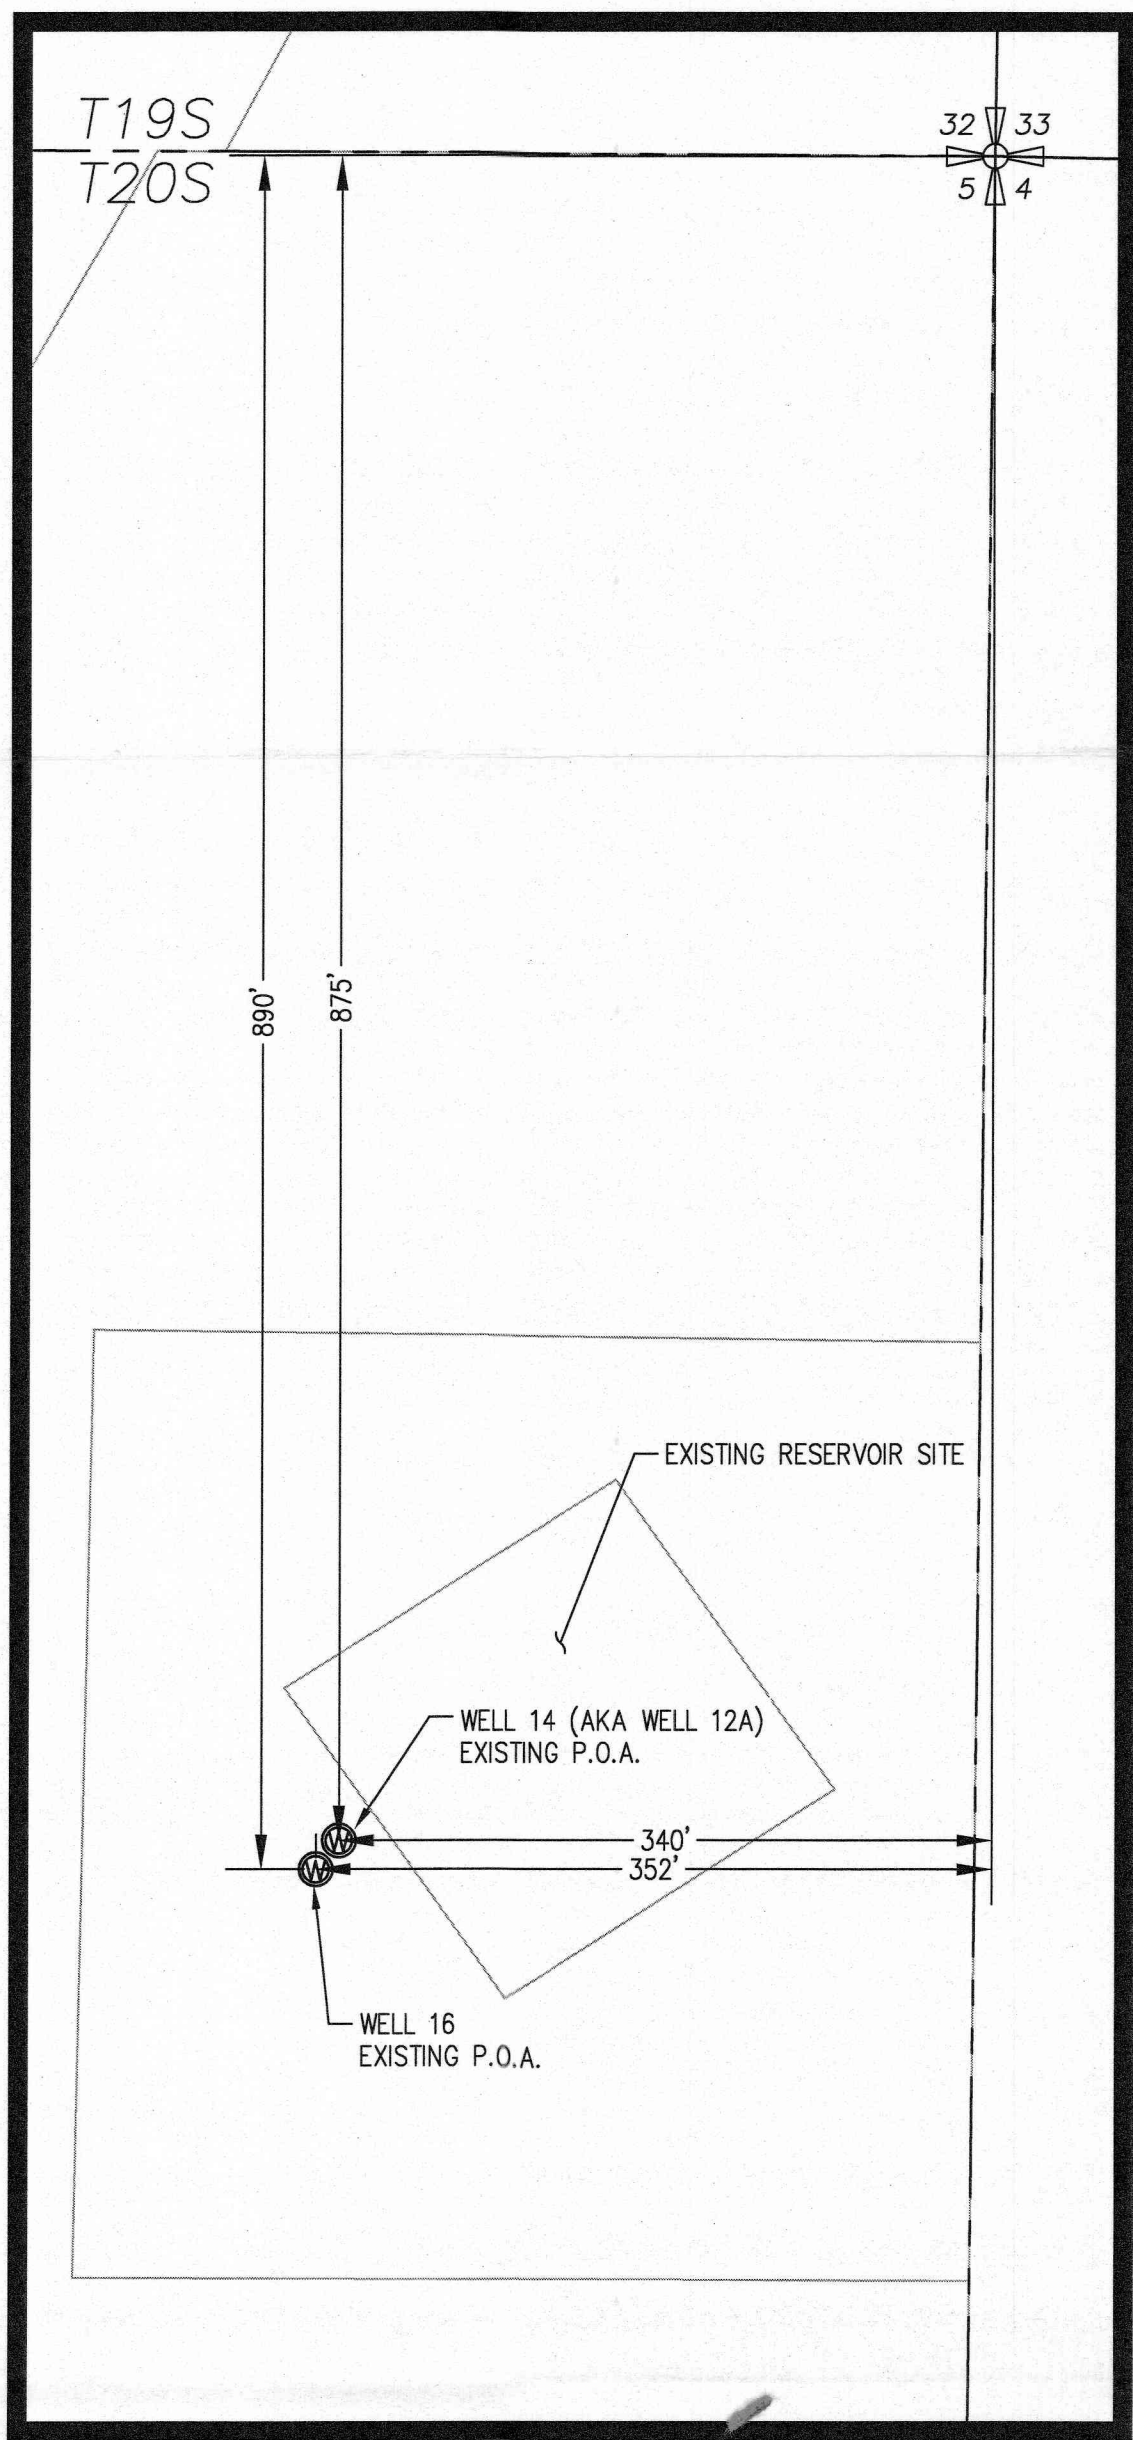 T19S
32 33
T20S
5 4
890'
875'
EXISTING RESERVOIR SITE
WELL 14 (AKA WELL 12A)
EXISTING P.O.A.
W
340'
W
352'
WELL 16
EXISTING P.O.A.